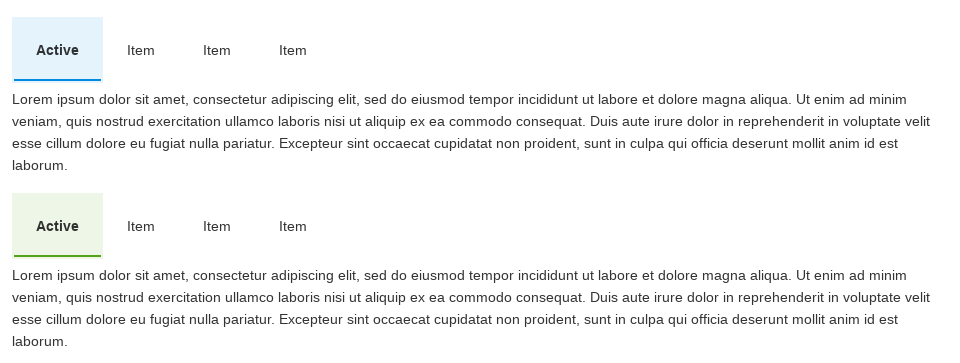 Active Item Item Item
Lorem ipsum dolor sit amet, consectetur adipiscing elit, sed do eiusmod tempor incididunt ut labore et dolore magna aliqua. Ut enim ad minim
veniam, quis nostrud exercitation ullamco laboris nisi ut aliquip ex ea commodo consequat. Duis aute irure dolor in reprehenderit in voluptate velit
esse cillum dolore eu fugiat nulla pariatur. Excepteur sint occaecat cupidatat non proident, sunt in culpa qui officia deserunt mollit anim id est
laborum.
Active Item Item Item
Lorem ipsum dolor sit amet, consectetur adipiscing elit, sed do eiusmod tempor incididunt ut labore et dolore magna aliqua. Ut enim ad minim
veniam, quis nostrud exercitation ullamco laboris nisi ut aliquip ex ea commodo consequat. Duis aute irure dolor in reprehenderit in voluptate velit
esse cillum dolore eu fugiat nulla pariatur. Excepteur sint occaecat cupidatat non proident, sunt in culpa qui officia deserunt mollit anim id est
laborum.